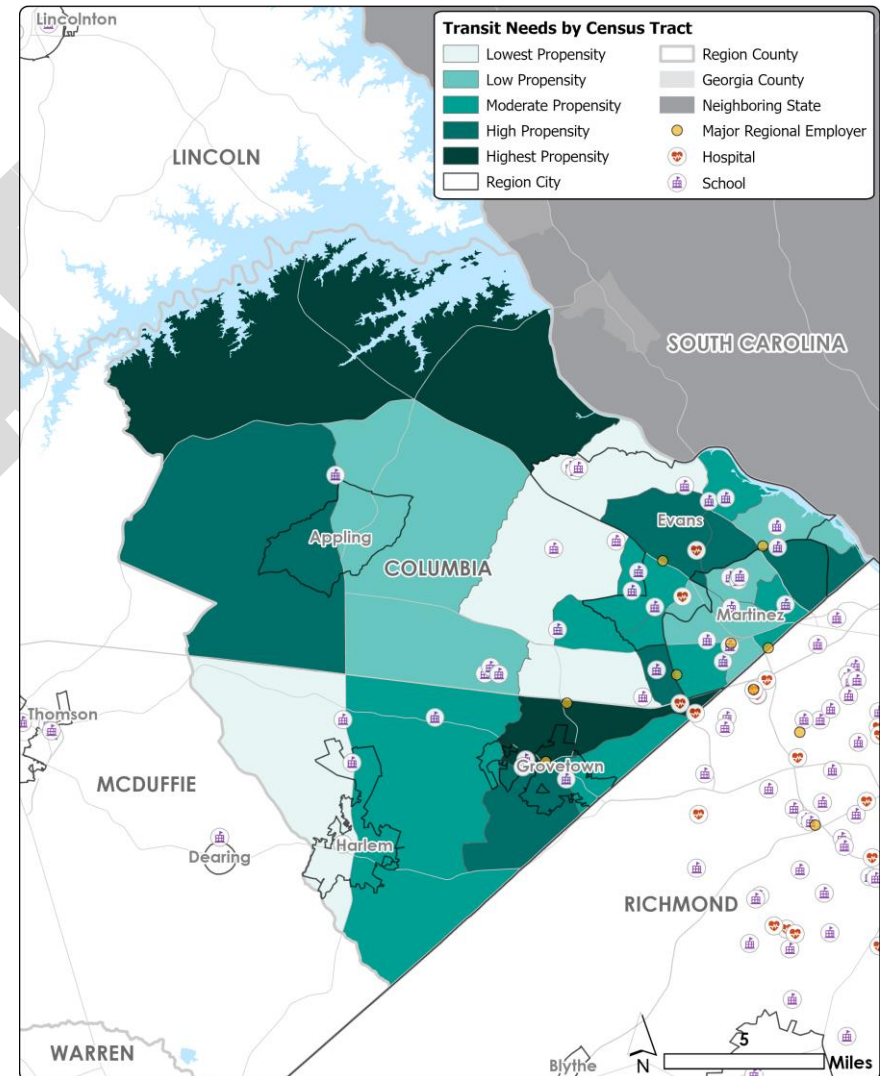 Lincolnton
Transit Needs by Census Tract
Lowest Propensity
Low Propensity
Moderate Propensity
High Propensity
Highest Propensity
Region City
Region County
Georgia County
Neighboring State
Major Regional Employer
Hospital
School
LINCOLN
SOUTH CAROLINA
Evans
Appling
COLUMBIA
Martinez
Thomson
Grovetown
MCDUFFIE
Harlem
Dearing
RICHMOND
WARREN
Blythe
N
5
Miles